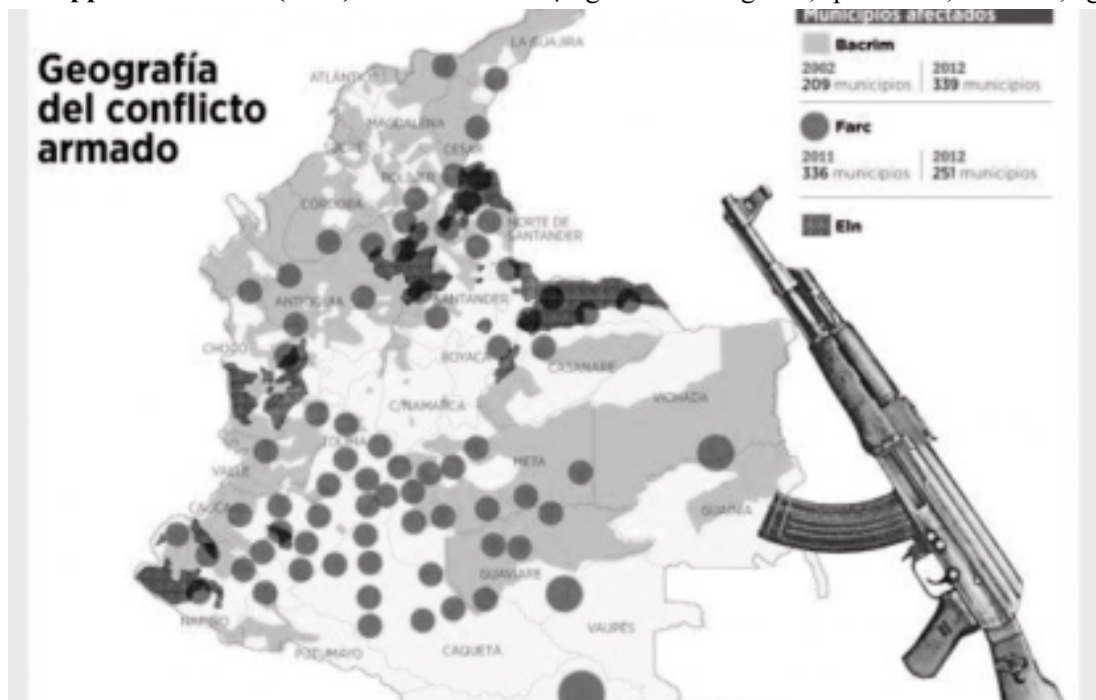 Geografía
del conflicto
armado
Municipios afectados
Bacrim
2002
209 municipios
2012
339 municipios
Farc
2011
336 municipios
2012
251 municipios
Eln
LA GUAJIRA
ATLÁNTICO
MAGDALENA
CESAR
BOLÍVAR
CÓRDOBA
NORTE DE
SANTANDER
ANTIOQUIA
SANTANDER
CHOCÓ
BOYACÁ
CASANARE
C/NAMARCA
VICHADA
TOLIMA
META
VALLE
CAUCA
GUAINÍA
GUAVIARE
NARIÑO
VAUPÉS
PUTUMAYO
CAQUETÁ